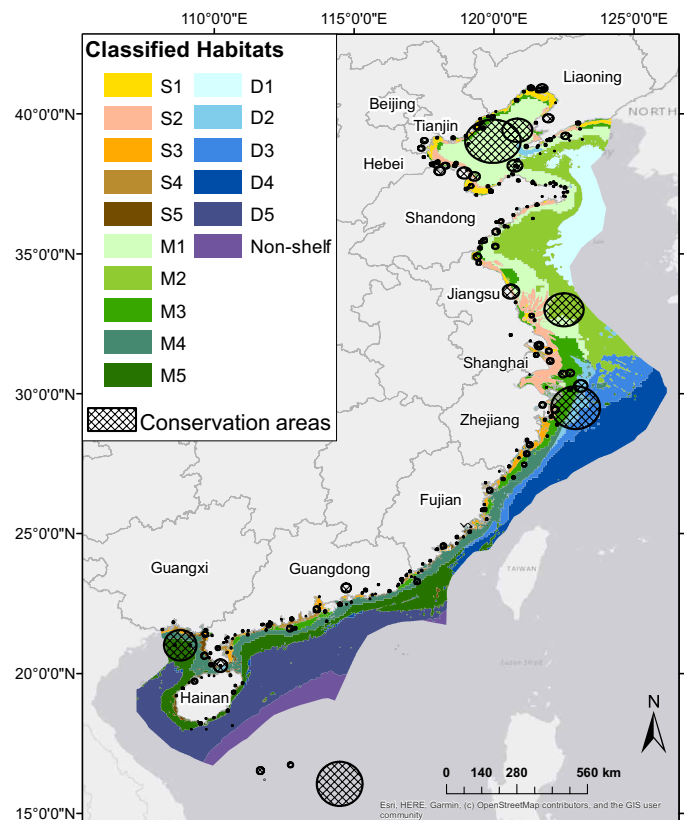 110°0'0"E 115°0'0"E 120°0'0"E 125°0'0"E
Classified Habitats
S1 D1
S2 D2
S3 D3
S4 D4
S5 D5
M1 Non-shelf
M2
M3
M4
M5
Conservation areas
Liaoning
Beijing
NORTH
Tianjin
Hebei
Shandong
Jiangsu
Shanghai
Zhejiang
Fujian
TAIWAN
Guangxi
Guangdong
Luzon Strait
Hainan
40°0'0"N
35°0'0"N
30°0'0"N
25°0'0"N
20°0'0"N
15°0'0"N
N
0 140 280 560 km
Esri, HERE, Garmin, (c) OpenStreetMap contributors, and the GIS user
community